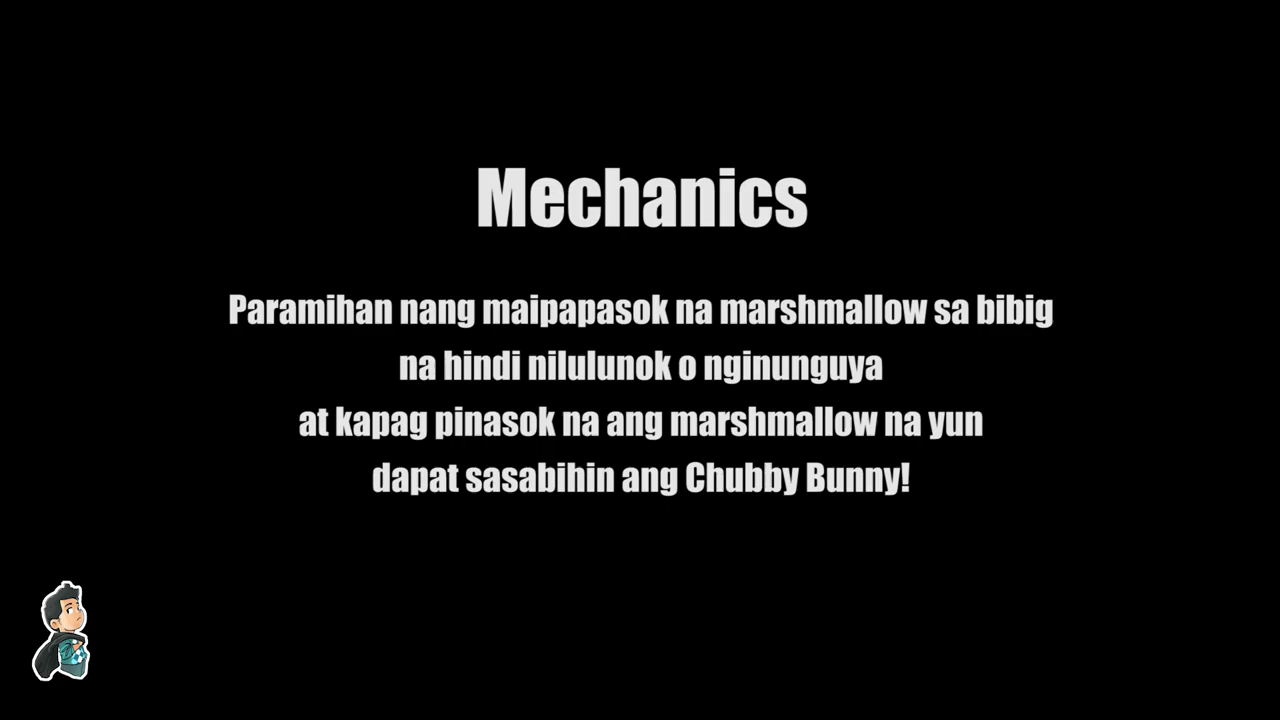 Mechanics
Paramihan nang maipapasok na marshmallow sa bibig
na hindi nilulunok o nginunguya
at kapag pinasok na ang marshmallow na yun
dapat sasabihin ang Chubby Bunny!